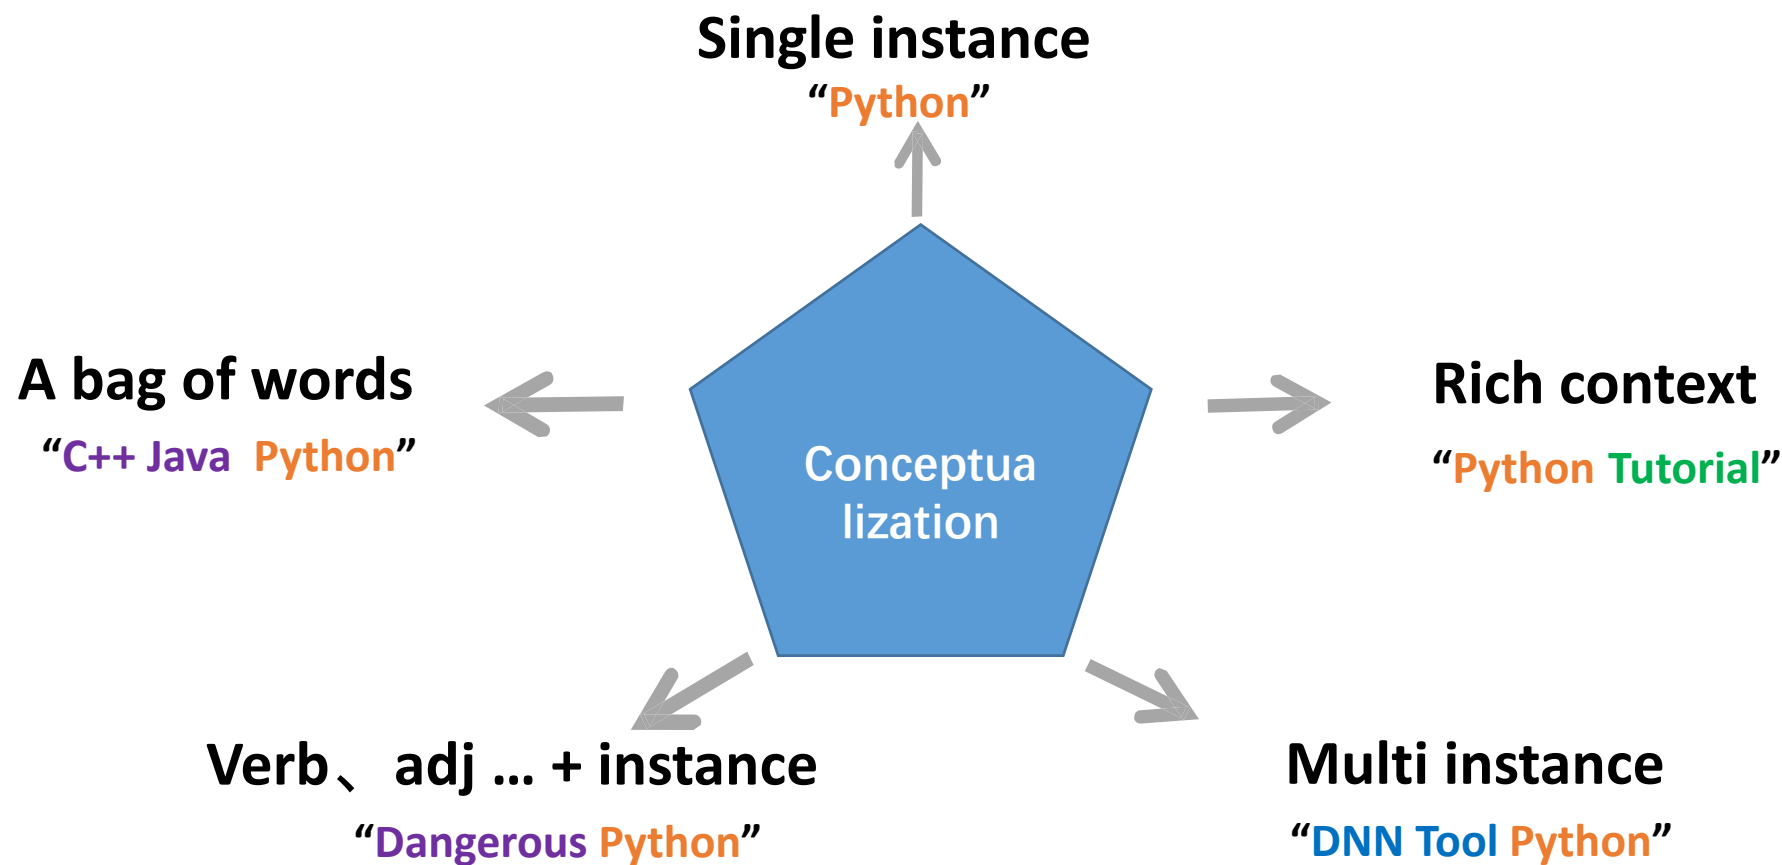 Single instance
“Python”
A bag of words
“C++ Java  Python”
Rich context
“Python Tutorial”
Conceptua
lization
Verb、adj … + instance
“Dangerous Python”
Multi instance
“DNN Tool Python”